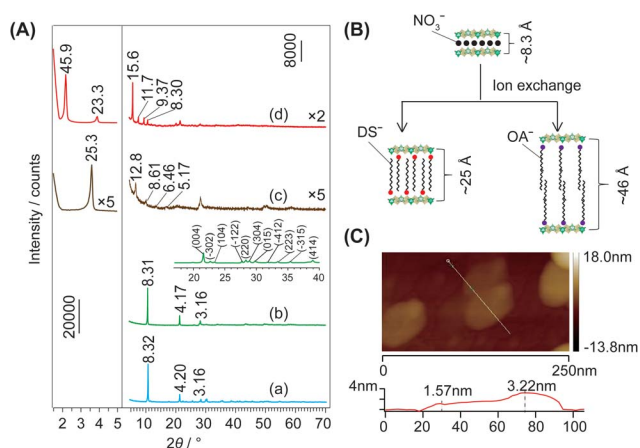 (A)
Intensity / counts
8000
20000
45.9
23.3
15.6
11.7
9.37
8.30
(d)
×2
25.3
×5
12.8
8.61
6.46
5.17
(c)
×5
(004)
(-302)
(104)
(-122)
(220)
(304)
(015)
(-412)
(223)
(-315)
(414)
20 25 30 35 40
8.31
4.17
3.16
(b)
8.32
4.20
3.16
(a)
2 3 4 5 10 20 30 40 50 60 70
2θ / °
(B)
NO₃⁻
~8.3 Å
Ion exchange
DS⁻
~25 Å
OA⁻
~46 Å
(C)
18.0nm
-13.8nm
0 250nm
4nm
1.57nm
3.22nm
0 20 40 60 80 100